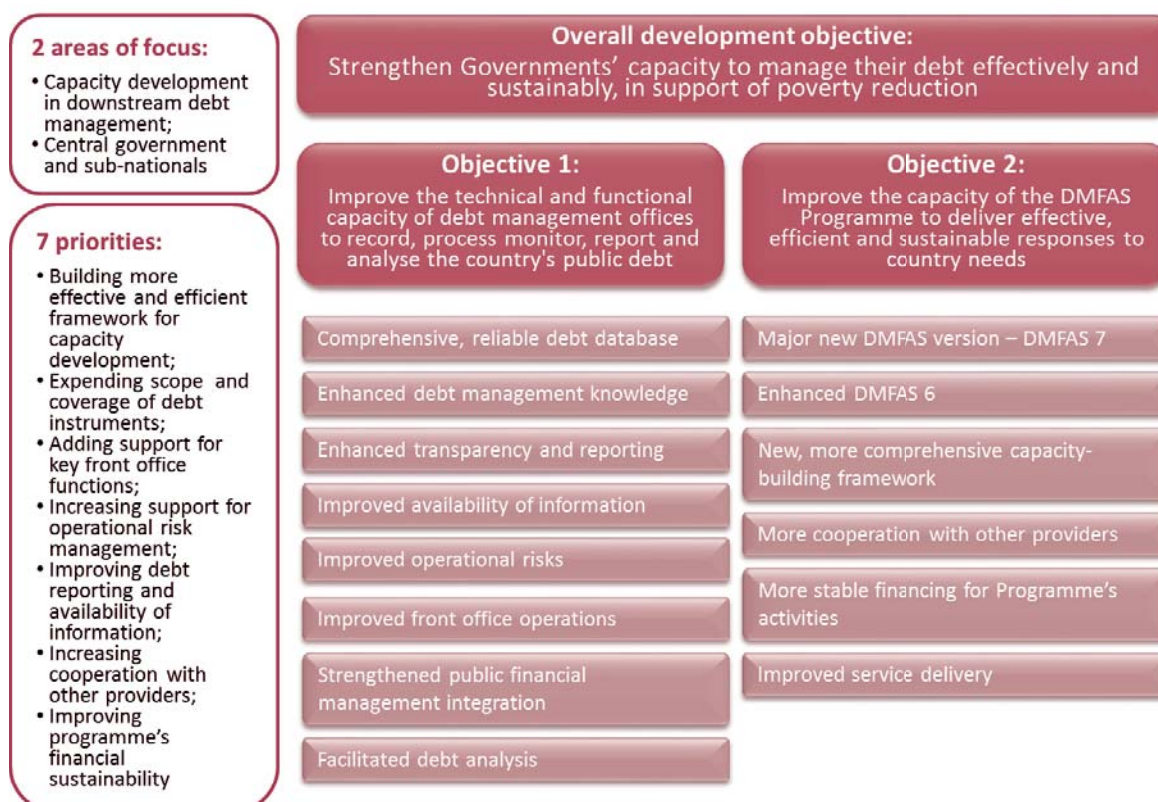 2 areas of focus:
• Capacity development
in downstream debt
management;
• Central government
and sub-nationals
7 priorities:
• Building more
effective and efficient
framework for
capacity
development;
• Expending scope and
coverage of debt
instruments;
• Adding support for
key front office
functions;
• Increasing support for
operational risk
management;
• Improving debt
reporting and
availability of
information;
• Increasing
cooperation with
other providers;
• Improving
programme's
financial
sustainability
Overall development objective:
Strengthen Governments' capacity to manage their debt effectively and
sustainably, in support of poverty reduction
Objective 1:
Improve the technical and functional
capacity of debt management offices
to record, process monitor, report and
analyse the country's public debt
Comprehensive, reliable debt database
Enhanced debt management knowledge
Enhanced transparency and reporting
Improved availability of information
Improved operational risks
Improved front office operations
Strengthened public financial
management integration
Facilitated debt analysis
Objective 2:
Improve the capacity of the DMFAS
Programme to deliver effective,
efficient and sustainable responses to
country needs
Major new DMFAS version – DMFAS 7
Enhanced DMFAS 6
New, more comprehensive capacity-
building framework
More cooperation with other providers
More stable financing for Programme's
activities
Improved service delivery